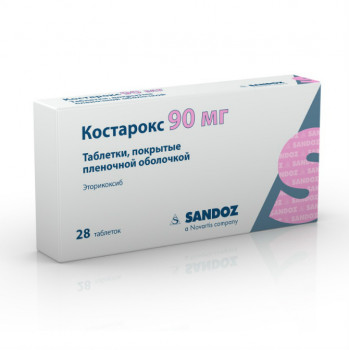 Костарокс 90 мг
Таблетки, покрытые
пленочной оболочкой
Эторикоксиб
28 таблеток
SANDOZ
a Novartis company